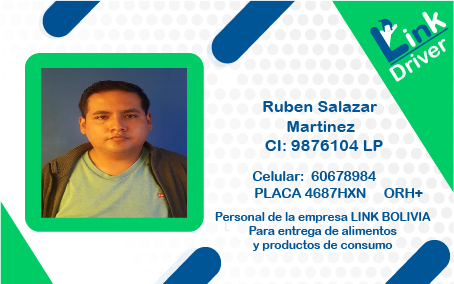 Link
Driver
Ruben Salazar
Martinez
CI: 9876104 LP
Celular: 60678984
PLACA 4687HXN ORH+
Personal de la empresa LINK BOLIVIA
Para entrega de alimentos
y productos de consumo